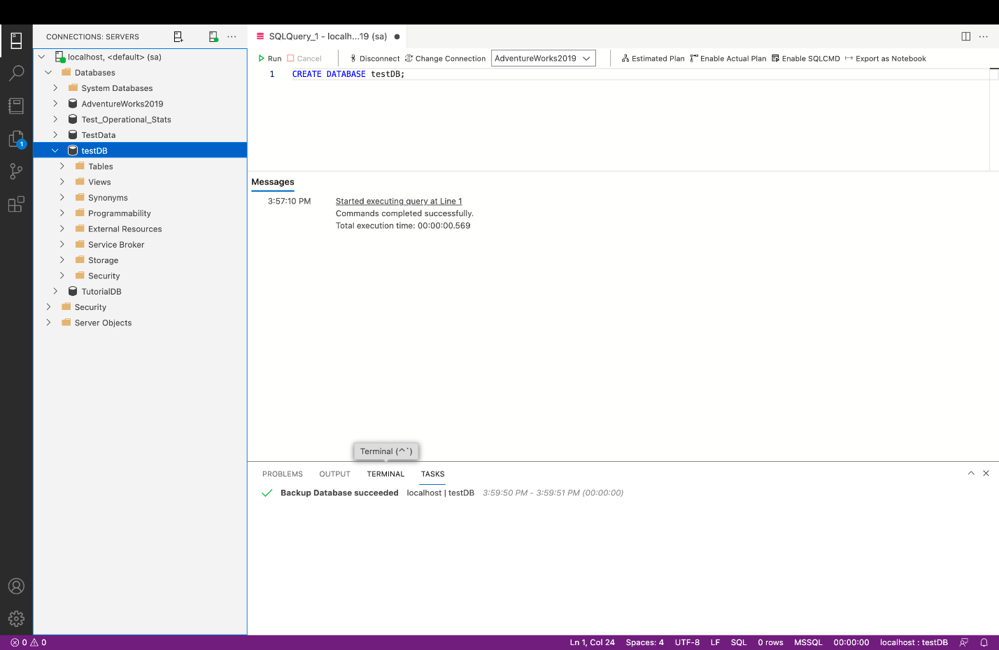 CONNECTIONS: SERVERS
localhost, <default> (sa)
Databases
System Databases
AdventureWorks2019
Test_Operational_Stats
TestData
testDB
Tables
Views
Synonyms
Programmability
External Resources
Service Broker
Storage
Security
TutorialDB
Security
Server Objects
1
SQLQuery_1 - localh...19 (sa)
Run Cancel Disconnect Change Connection AdventureWorks2019 Estimated Plan Enable Actual Plan Enable SQLCMD Export as Notebook
1 CREATE DATABASE testDB;
Messages
3:57:10 PM Started executing query at Line 1
Commands completed successfully.
Total execution time: 00:00:00.569
Terminal (^`)
PROBLEMS OUTPUT TERMINAL TASKS
Backup Database succeeded localhost | testDB 3:59:50 PM - 3:59:51 PM (00:00:00)
0 0 Ln 1, Col 24 Spaces: 4 UTF-8 LF SQL 0 rows MSSQL 00:00:00 localhost : testDB